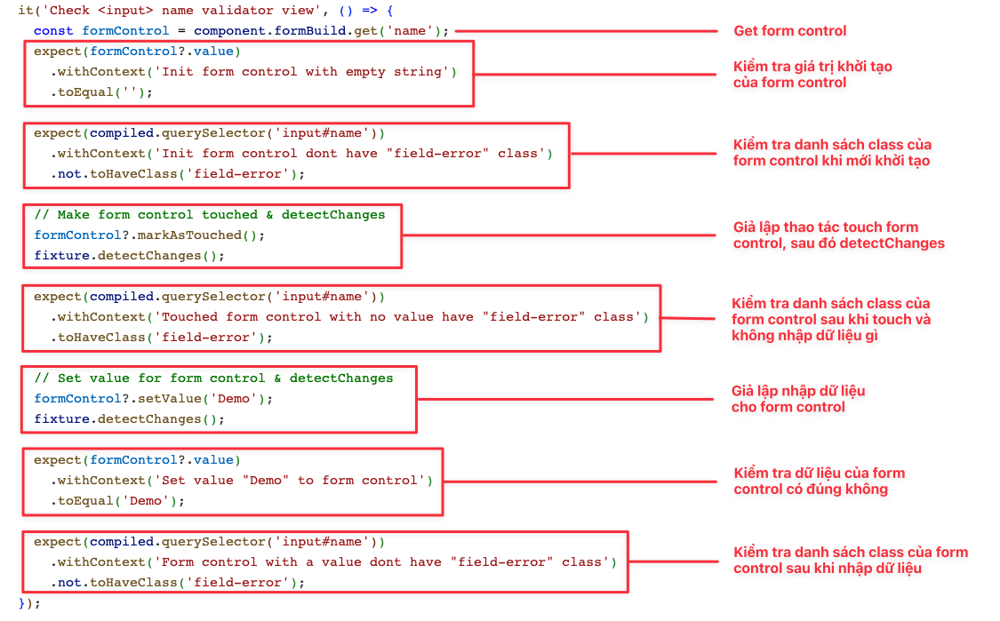 it('Check <input> name validator view', () => {
const formControl = component.formBuild.get('name');
Get form control
expect(formControl?.value)
.withContext('Init form control with empty string')
.toEqual('');
Kiểm tra giá trị khởi tạo
của form control
expect(compiled.querySelector('input#name'))
.withContext('Init form control dont have "field-error" class')
.not.toHaveClass('field-error');
Kiểm tra danh sách class của
form control khi mới khởi tạo
// Make form control touched & detectChanges
formControl?.markAsTouched();
fixture.detectChanges();
Giả lập thao tác touch form
control, sau đó detectChanges
expect(compiled.querySelector('input#name'))
.withContext('Touched form control with no value have "field-error" class')
.toHaveClass('field-error');
Kiểm tra danh sách class của
form control sau khi touch và
không nhập dữ liệu gì
// Set value for form control & detectChanges
formControl?.setValue('Demo');
fixture.detectChanges();
Giả lập nhập dữ liệu
cho form control
expect(formControl?.value)
.withContext('Set value "Demo" to form control')
.toEqual('Demo');
Kiểm tra dữ liệu của form
control có đúng không
expect(compiled.querySelector('input#name'))
.withContext('Form control with a value dont have "field-error" class')
.not.toHaveClass('field-error');
Kiểm tra danh sách class của form
control sau khi nhập dữ liệu
});